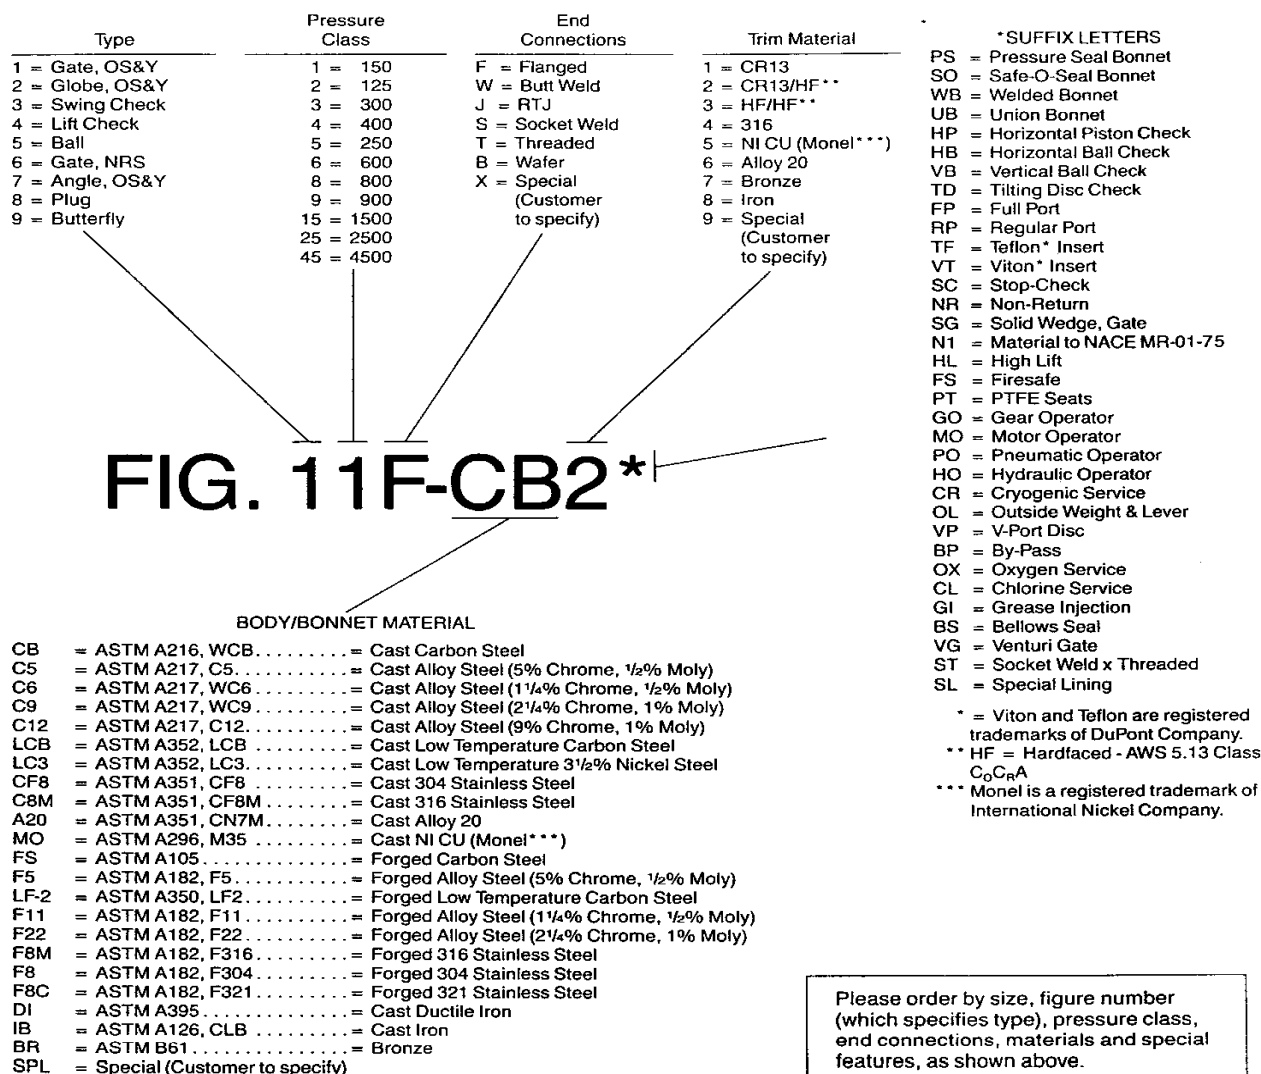 Type
1 = Gate, OS&Y
2 = Globe, OS&Y
3 = Swing Check
4 = Lift Check
5 = Ball
6 = Gate, NRS
7 = Angle, OS&Y
8 = Plug
9 = Butterfly
Pressure
Class
1 = 150
2 = 125
3 = 300
4 = 400
5 = 250
6 = 600
8 = 800
9 = 900
15 = 1500
25 = 2500
45 = 4500
End
Connections
F = Flanged
W = Butt Weld
J = RTJ
S = Socket Weld
T = Threaded
B = Wafer
X = Special
(Customer
to specify)
Trim Material
1 = CR13
2 = CR13/HF**
3 = HF/HF**
4 = 316
5 = NI CU (Monel***)
6 = Alloy 20
7 = Bronze
8 = Iron
9 = Special
(Customer
to specify)
*SUFFIX LETTERS
PS = Pressure Seal Bonnet
SO = Safe-O-Seal Bonnet
WB = Welded Bonnet
UB = Union Bonnet
HP = Horizontal Piston Check
HB = Horizontal Ball Check
VB = Vertical Ball Check
TD = Tilting Disc Check
FP = Full Port
RP = Regular Port
TF = Teflon* Insert
VT = Viton* Insert
SC = Stop-Check
NR = Non-Return
SG = Solid Wedge, Gate
N1 = Material to NACE MR-01-75
HL = High Lift
FS = Firesafe
PT = PTFE Seats
GO = Gear Operator
MO = Motor Operator
PO = Pneumatic Operator
HO = Hydraulic Operator
CR = Cryogenic Service
OL = Outside Weight & Lever
VP = V-Port Disc
BP = By-Pass
OX = Oxygen Service
CL = Chlorine Service
GI = Grease Injection
BS = Bellows Seal
VG = Venturi Gate
ST = Socket Weld x Threaded
SL = Special Lining
* = Viton and Teflon are registered
trademarks of DuPont Company.
** HF = Hardfaced - AWS 5.13 Class
CoCRA
*** Monel is a registered trademark of
International Nickel Company.
FIG. 11F-CB2*
BODY/BONNET MATERIAL
CB = ASTM A216, WCB......... = Cast Carbon Steel
C5 = ASTM A217, C5........... = Cast Alloy Steel (5% Chrome, ½% Moly)
C6 = ASTM A217, WC6......... = Cast Alloy Steel (1¼% Chrome, ½% Moly)
C9 = ASTM A217, WC9......... = Cast Alloy Steel (2¼% Chrome, 1% Moly)
C12 = ASTM A217, C12.......... = Cast Alloy Steel (9% Chrome, 1% Moly)
LCB = ASTM A352, LCB ......... = Cast Low Temperature Carbon Steel
LC3 = ASTM A352, LC3.......... = Cast Low Temperature 3½% Nickel Steel
CF8 = ASTM A351, CF8 ......... = Cast 304 Stainless Steel
C8M = ASTM A351, CF8M........ = Cast 316 Stainless Steel
A20 = ASTM A351, CN7M........ = Cast Alloy 20
MO = ASTM A296, M35 ......... = Cast NI CU (Monel***)
FS = ASTM A105.............. = Forged Carbon Steel
F5 = ASTM A182, F5........... = Forged Alloy Steel (5% Chrome, ½% Moly)
LF-2 = ASTM A350, LF2.......... = Forged Low Temperature Carbon Steel
F11 = ASTM A182, F11.......... = Forged Alloy Steel (1¼% Chrome, ½% Moly)
F22 = ASTM A182, F22.......... = Forged Alloy Steel (2¼% Chrome, 1% Moly)
F8M = ASTM A182, F316......... = Forged 316 Stainless Steel
F8 = ASTM A182, F304......... = Forged 304 Stainless Steel
F8C = ASTM A182, F321......... = Forged 321 Stainless Steel
DI = ASTM A395.............. = Cast Ductile Iron
IB = ASTM A126, CLB ......... = Cast Iron
BR = ASTM B61............... = Bronze
SPL = Special (Customer to specify)
Please order by size, figure number
(which specifies type), pressure class,
end connections, materials and special
features, as shown above.